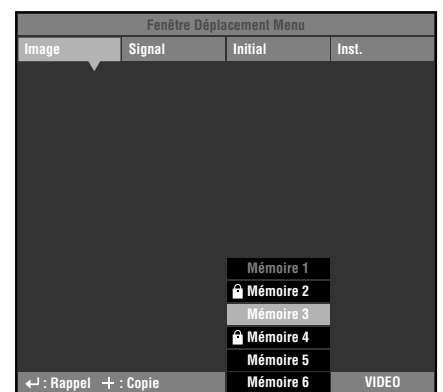 Fenêtre Déplacement Menu
Image Signal Initial Inst.
Mémoire 1
Mémoire 2
Mémoire 3
Mémoire 4
Mémoire 5
↵ : Rappel + : Copie Mémoire 6 VIDEO